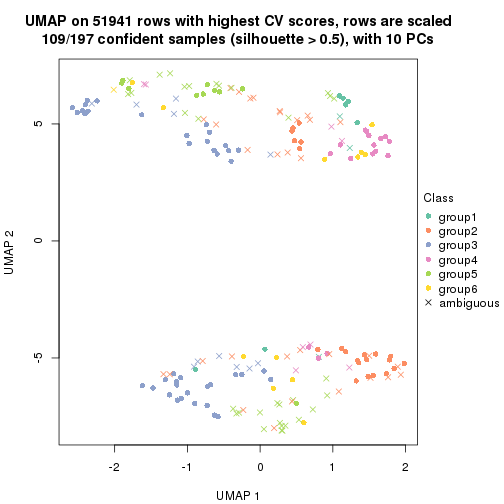 UMAP on 51941 rows with highest CV scores, rows are scaled
109/197 confident samples (silhouette > 0.5), with 10 PCs
5
0
-5
UMAP 2
-2
-1
0
1
2
UMAP 1
Class
group1
group2
group3
group4
group5
group6
ambiguous